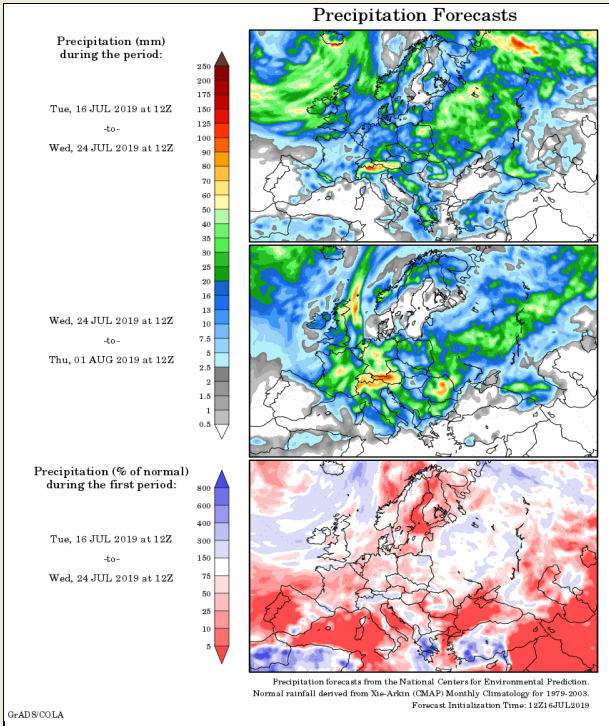 Precipitation Forecasts
Precipitation (mm)
during the period:
Tue, 16 JUL 2019 at 12Z
-to-
Wed, 24 JUL 2019 at 12Z
250
200
175
150
125
100
90
80
70
60
50
40
35
30
25
20
16
13
10
7.5
5
2.5
2
1.5
1
0.5
Wed, 24 JUL 2019 at 12Z
-to-
Thu, 01 AUG 2019 at 12Z
Precipitation (% of normal)
during the first period:
Tue, 16 JUL 2019 at 12Z
-to-
Wed, 24 JUL 2019 at 12Z
800
600
400
300
150
75
50
25
10
5
Precipitation forecasts from the National Centers for Environmental Prediction.
Normal rainfall derived from Xie-Arkin (CMAP) Monthly Climatology for 1979-2003.
Forecast Initialization Time: 12Z16JUL2019
GrADS/COLA